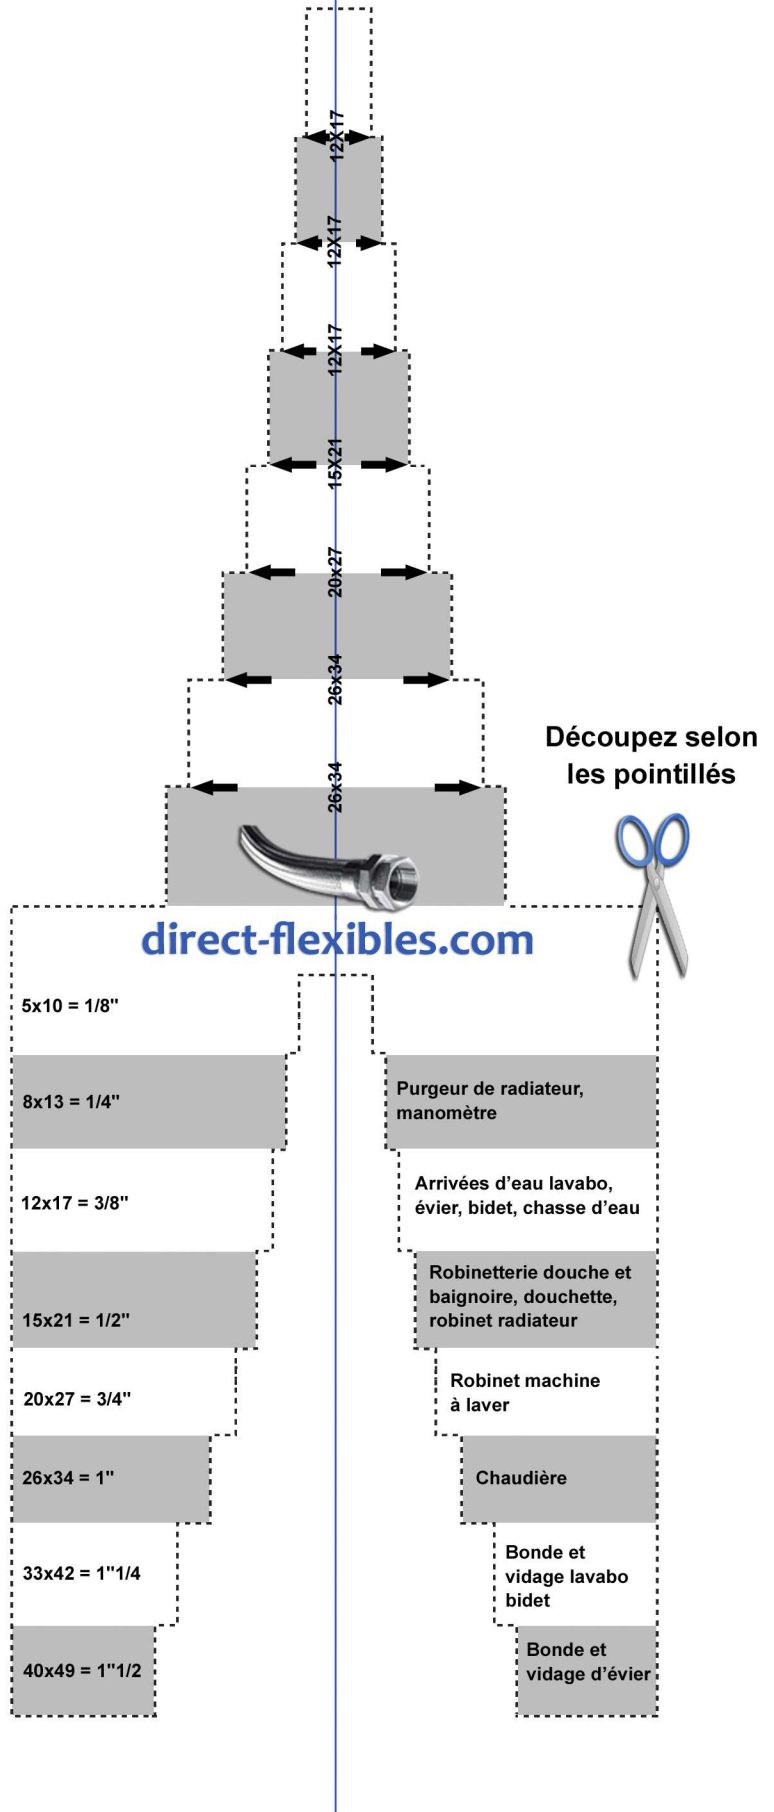 12X17
12X17
12X17
15X21
20x27
26x34
26x34
Découpez selon
les pointillés
direct-flexibles.com
5x10 = 1/8"
8x13 = 1/4"
Purgeur de radiateur,
manomètre
12x17 = 3/8"
Arrivées d’eau lavabo,
évier, bidet, chasse d’eau
15x21 = 1/2"
Robinetterie douche et
baignoire, douchette,
robinet radiateur
20x27 = 3/4"
Robinet machine
à laver
26x34 = 1"
Chaudière
33x42 = 1"1/4
Bonde et
vidage lavabo
bidet
40x49 = 1"1/2
Bonde et
vidage d’évier